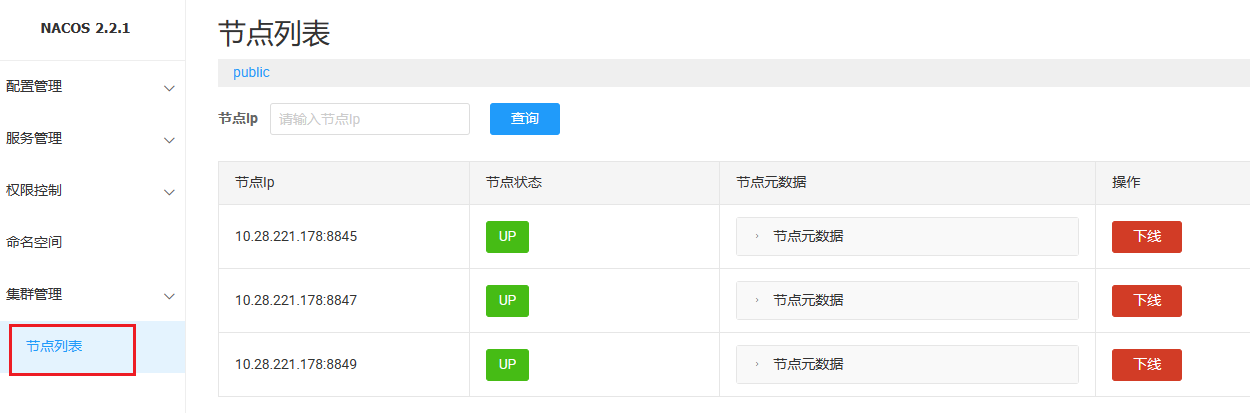 NACOS 2.2.1
配置管理
服务管理
权限控制
命名空间
集群管理
节点列表
节点列表
public
节点Ip 请输入节点Ip 查询
节点Ip 节点状态 节点元数据 操作
10.28.221.178:8845 UP 节点元数据 下线
10.28.221.178:8847 UP 节点元数据 下线
10.28.221.178:8849 UP 节点元数据 下线